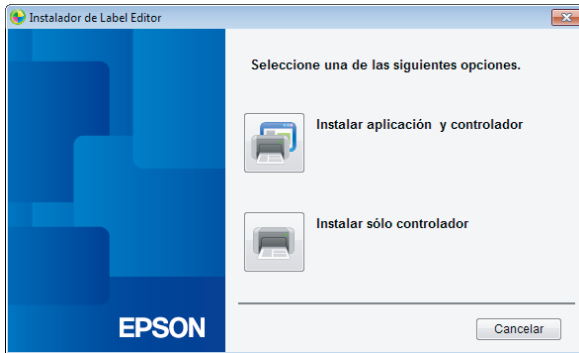 Instalador de Label Editor
Seleccione una de las siguientes opciones.
Instalar aplicación y controlador
Instalar sólo controlador
EPSON
Cancelar